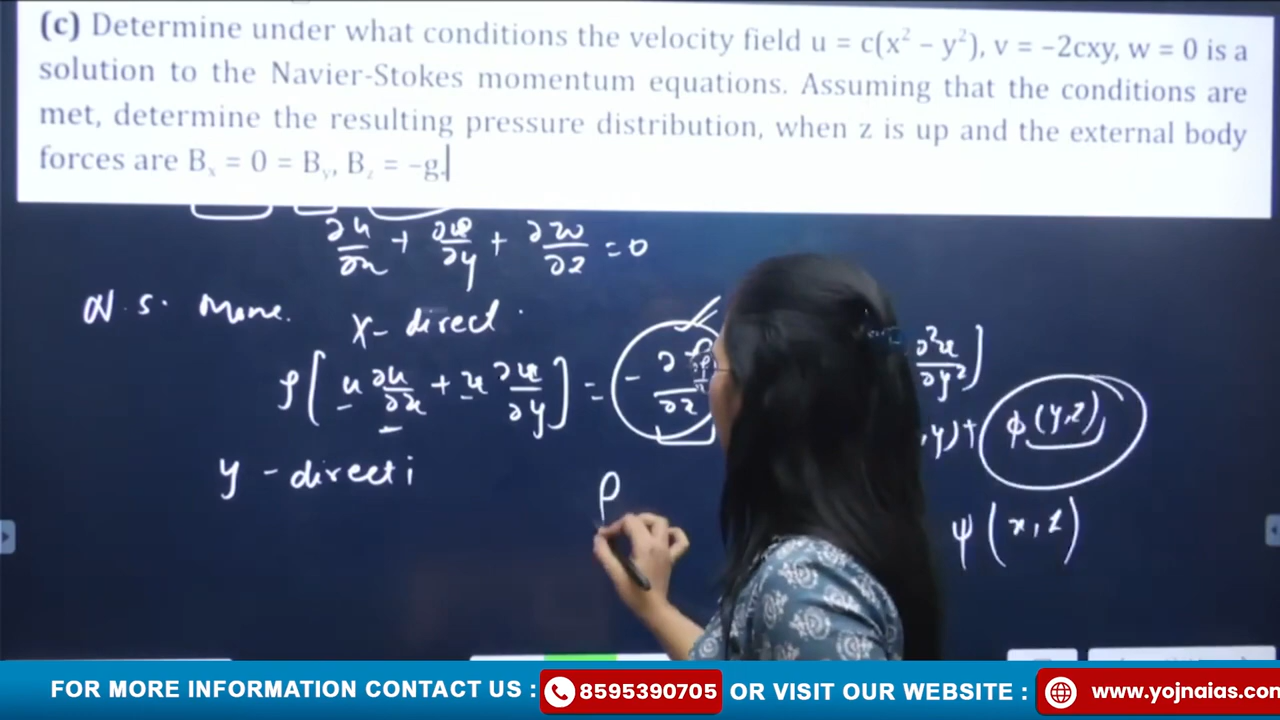 (c) Determine under what conditions the velocity field u = c(x² − y²), v = −2cxy, w = 0 is a
solution to the Navier-Stokes momentum equations. Assuming that the conditions are
met, determine the resulting pressure distribution, when z is up and the external body
forces are Bₓ = 0 = Bᵧ, B_z = −g.
∂u/∂x + ∂v/∂y + ∂w/∂z = 0
N.S. Mome. x-direct.
ρ[u ∂u/∂x + v ∂u/∂y] = −∂p/∂x ∂²u/∂y²)
,y) + φ(y,z)
y-directi
ρ ψ(x,z)
FOR MORE INFORMATION CONTACT US : 8595390705 OR VISIT OUR WEBSITE : www.yojnaias.con